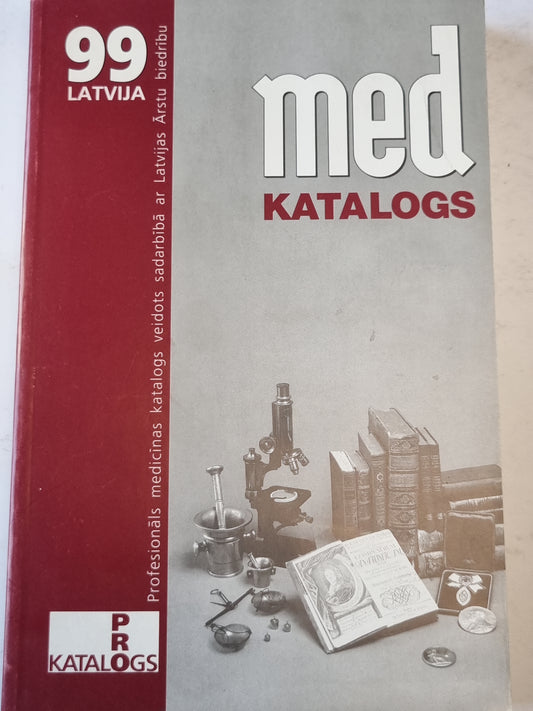 99
LATVIJA
med
KATALOGS
Profesionāls medicīnas katalogs veidots sadarbībā ar Latvijas Ārstu biedrību
PRO
KATALOGS